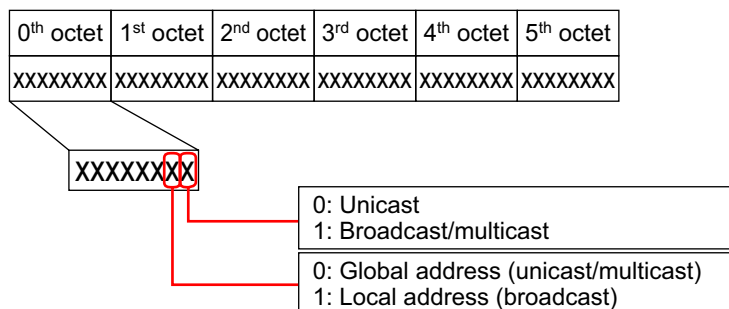 0th octet 1st octet 2nd octet 3rd octet 4th octet 5th octet
XXXXXXXX XXXXXXXX XXXXXXXX XXXXXXXX XXXXXXXX XXXXXXXX
XXXXXXXX
0: Unicast
1: Broadcast/multicast
0: Global address (unicast/multicast)
1: Local address (broadcast)